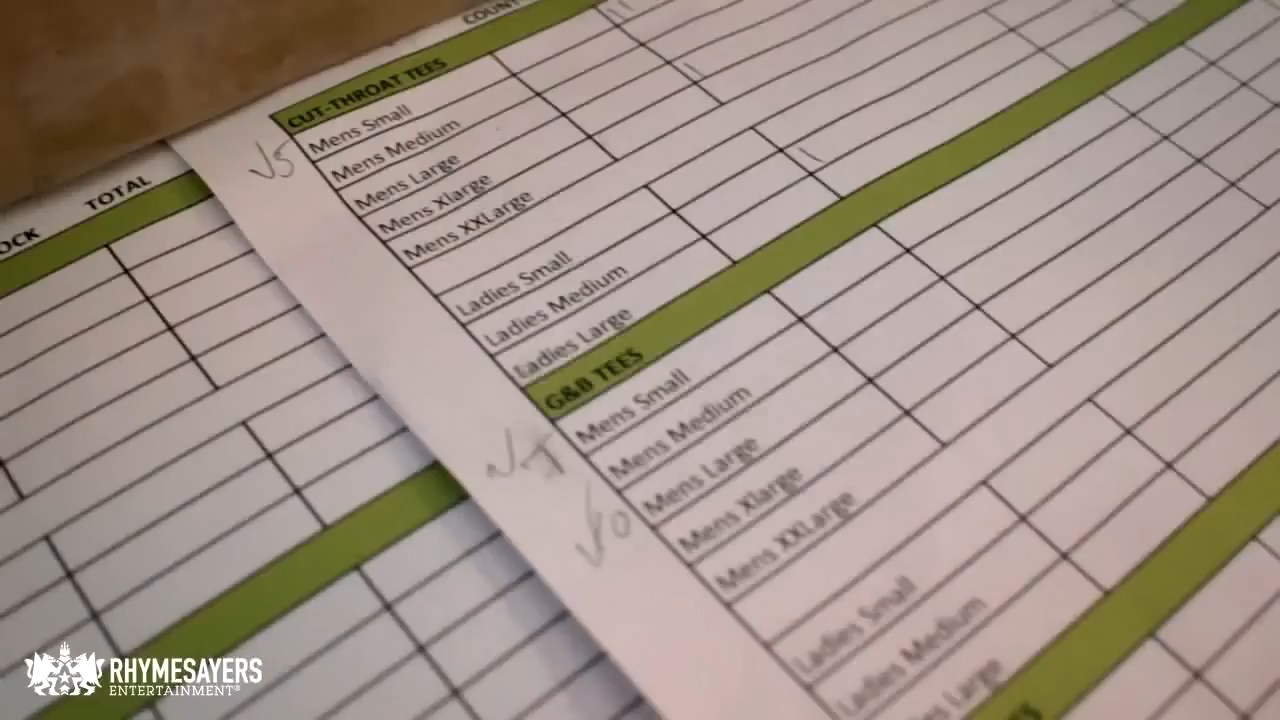 COUNT
CUT-THROAT TEES
Mens Small
Mens Medium
Mens Large
Mens Xlarge
Mens XXLarge
Ladies Small
Ladies Medium
Ladies Large
G&B TEES
Mens Small
Mens Medium
Mens Large
Mens Xlarge
Mens XXLarge
Ladies Small
Ladies Medium
Large
TOTAL
OCK
RHYMESAYERS
ENTERTAINMENT®